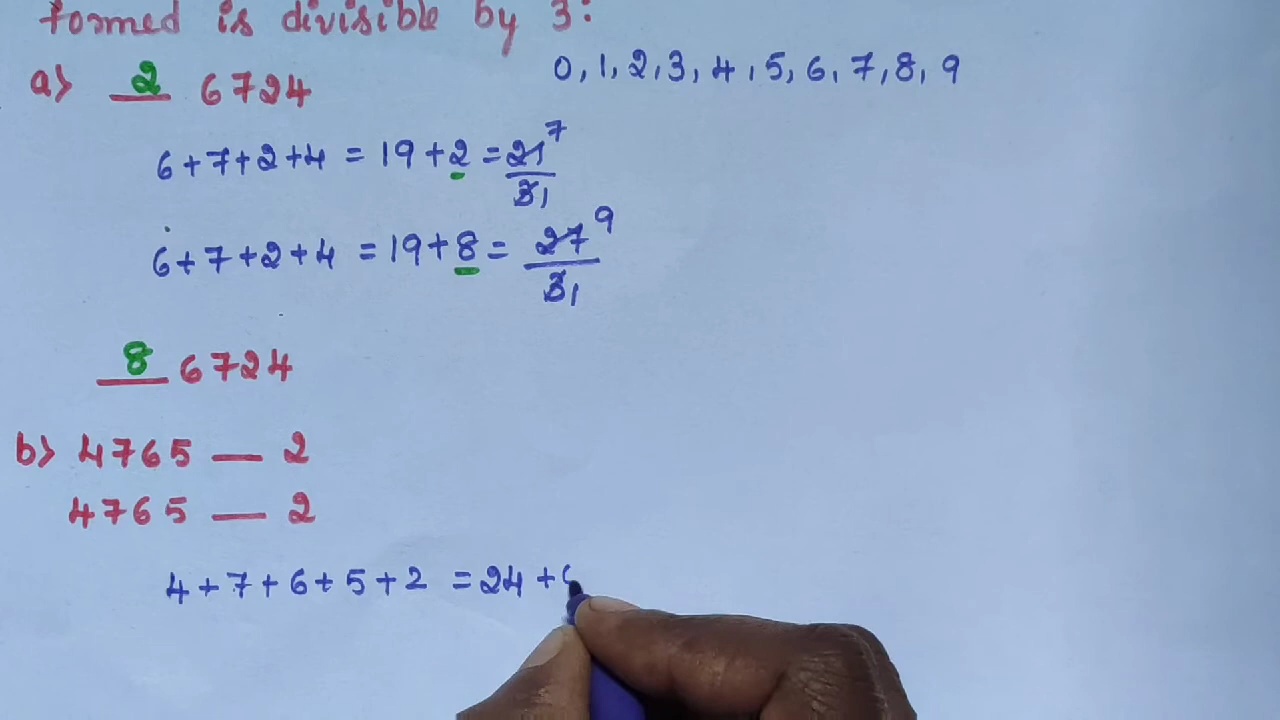 formed is divisible by 3:
0, 1, 2, 3, 4, 5, 6, 7, 8, 9
a) 2 6724
6+7+2+4 = 19+2 = 21/3 7 1
6+7+2+4 = 19+8 = 27/3 9 1
8 6724
b) 4765 __ 2
4765 __ 2
4+7+6+5+2 = 24 +